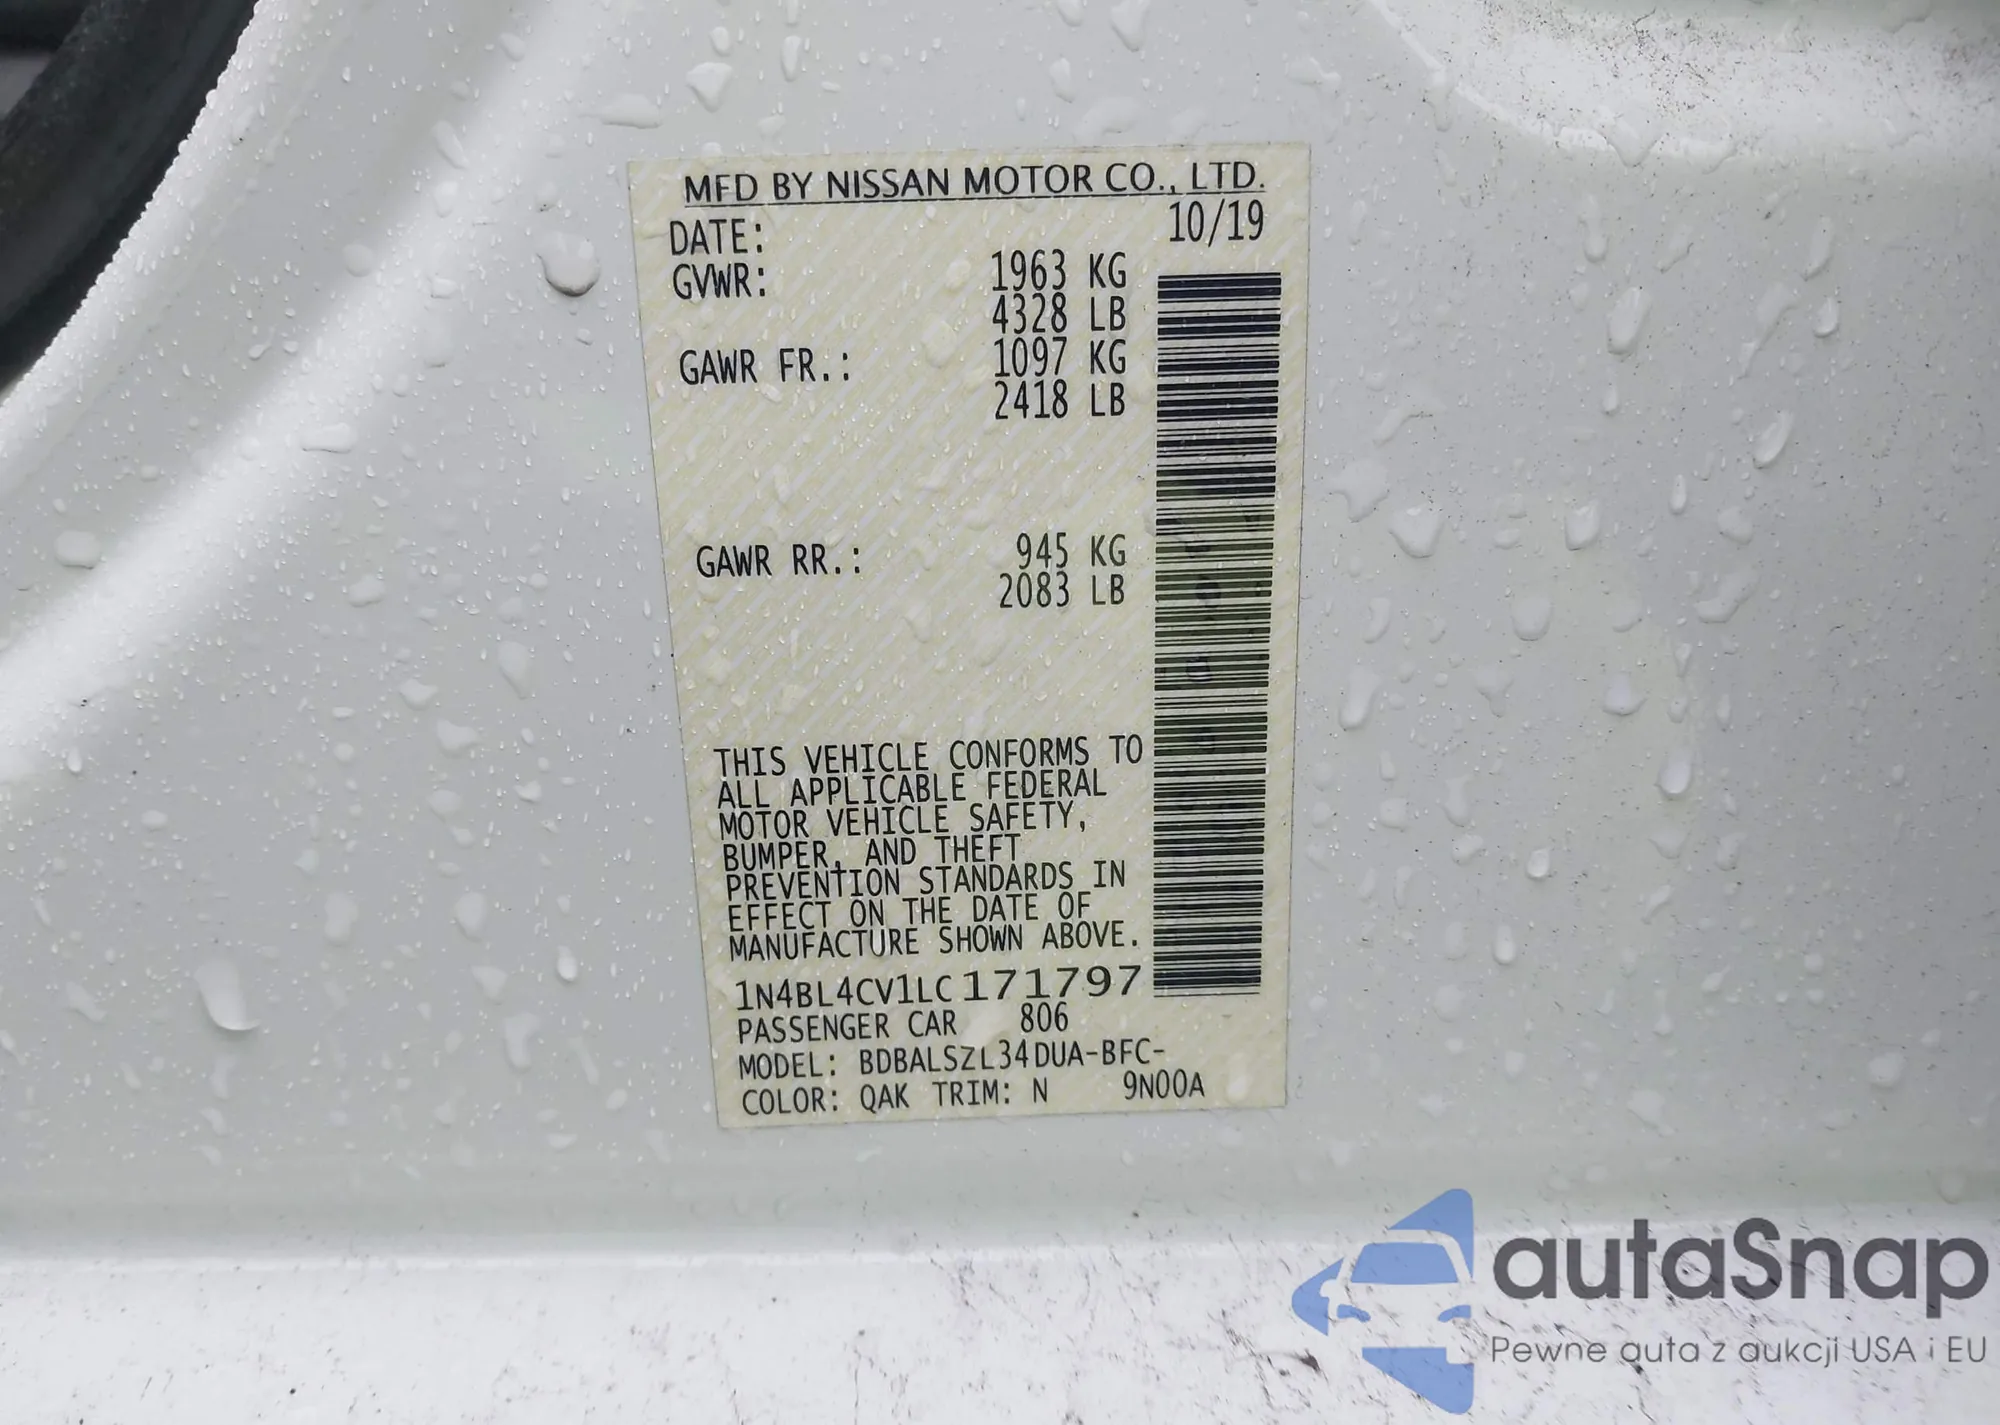 MFD BY NISSAN MOTOR CO., LTD.
DATE: 10/19
GVWR: 1963 KG
4328 LB
GAWR FR.: 1097 KG
2418 LB
GAWR RR.: 945 KG
2083 LB
THIS VEHICLE CONFORMS TO
ALL APPLICABLE FEDERAL
MOTOR VEHICLE SAFETY,
BUMPER, AND THEFT
PREVENTION STANDARDS IN
EFFECT ON THE DATE OF
MANUFACTURE SHOWN ABOVE.
1N4BL4CV1LC171797
PASSENGER CAR 806
MODEL: BDBALSZL34DUA-BFC-
COLOR: QAK TRIM: N 9N00A
autaSnap
Pewne auta z aukcji USA i EU